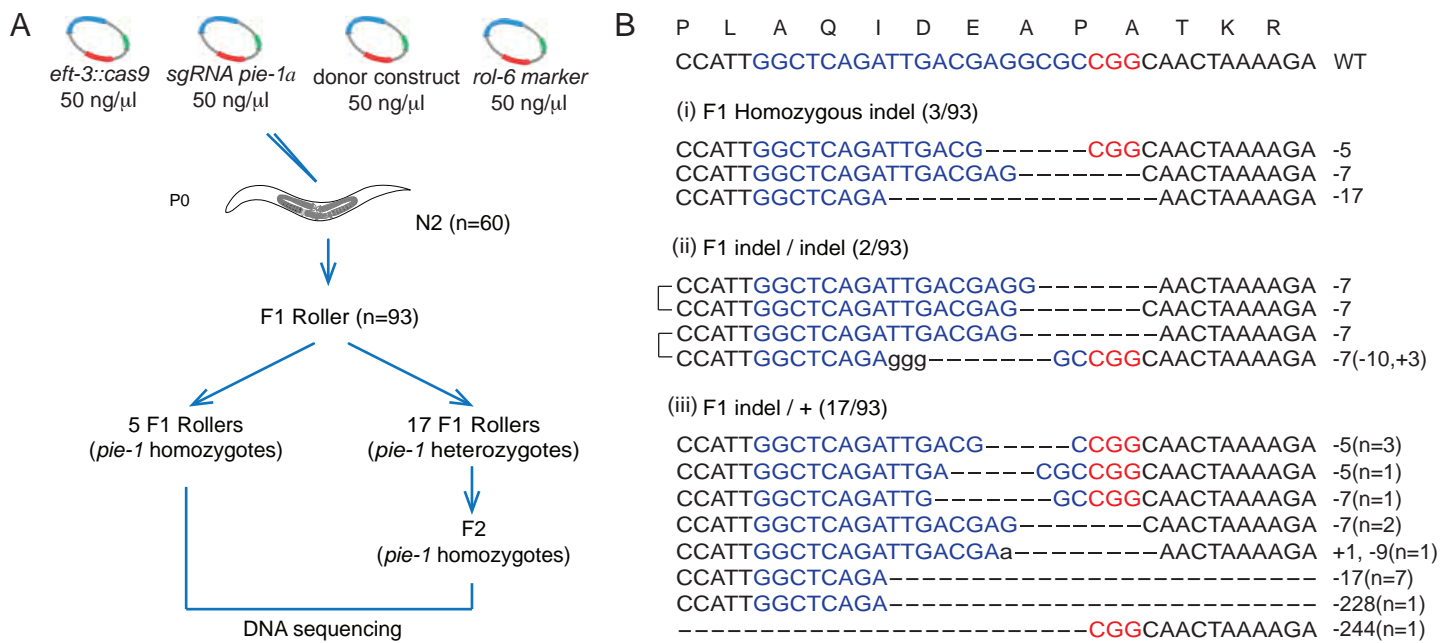 A
eft-3::cas9
50 ng/µl
sgRNA pie-1a
50 ng/µl
donor construct
50 ng/µl
rol-6 marker
50 ng/µl
P0
N2 (n=60)
F1 Roller (n=93)
5 F1 Rollers
(pie-1 homozygotes)
17 F1 Rollers
(pie-1 heterozygotes)
F2
(pie-1 homozygotes)
DNA sequencing
B
P L A Q I D E A P A T K R
CCATTGGCTCAGATTGACGAGGCGCCGGCAACTAAAAGA WT
(i) F1 Homozygous indel (3/93)
CCATTGGCTCAGATTGACG——————CGGCAACTAAAAGA -5
CCATTGGCTCAGATTGACGAG———————CAACTAAAAGA -7
CCATTGGCTCAGA————————————————AACTAAAAGA -17
(ii) F1 indel / indel (2/93)
CCATTGGCTCAGATTGACGAGG———————AACTAAAAGA -7
CCATTGGCTCAGATTGACGAG———————CAACTAAAAGA -7
CCATTGGCTCAGATTGACGAG————————AACTAAAAGA -7
CCATTGGCTCAGAggg———————GCCGGCAACTAAAAGA -7(-10,+3)
(iii) F1 indel / + (17/93)
CCATTGGCTCAGATTGACG—————CCGGCAACTAAAAGA -5(n=3)
CCATTGGCTCAGATTGA—————CGCCGGCAACTAAAAGA -5(n=1)
CCATTGGCTCAGATTG———————GCCGGCAACTAAAAGA -7(n=1)
CCATTGGCTCAGATTGACGAG———————CAACTAAAAGA -7(n=2)
CCATTGGCTCAGATTGACGAa————————AACTAAAAGA +1, -9(n=1)
CCATTGGCTCAGA—————————————————————————— -17(n=7)
CCATTGGCTCAGA—————————————————————————— -228(n=1)
————————————————————————CGGCAACTAAAAGA -244(n=1)